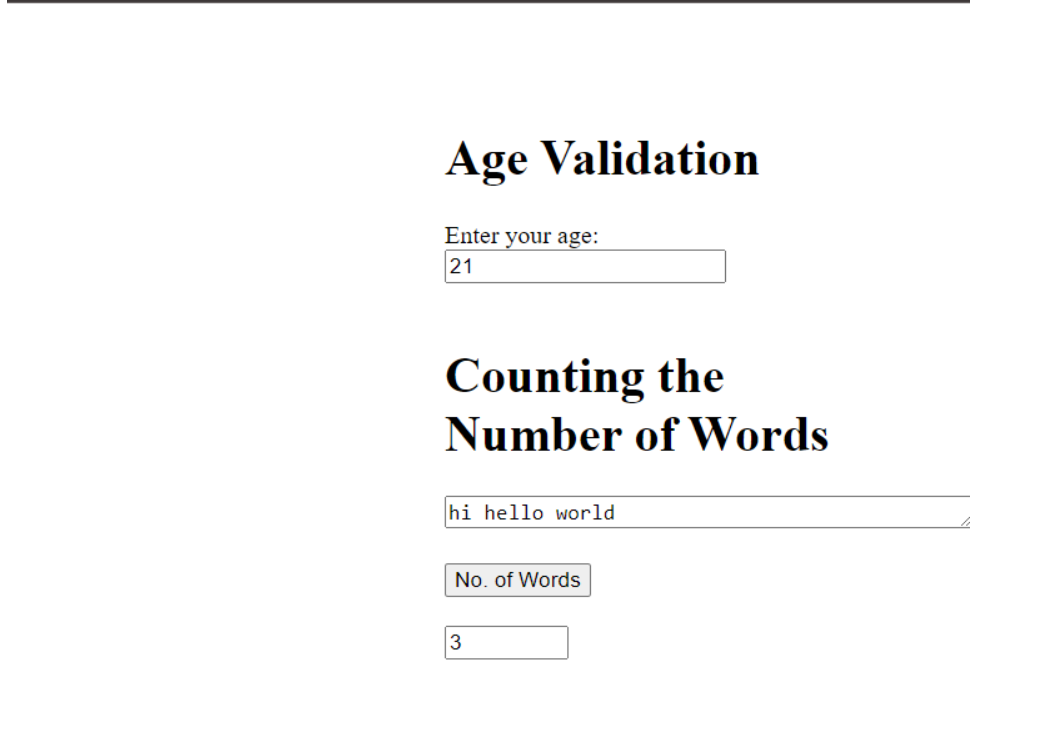 Age Validation
Enter your age:
21
Counting the
Number of Words
hi hello world
No. of Words
3